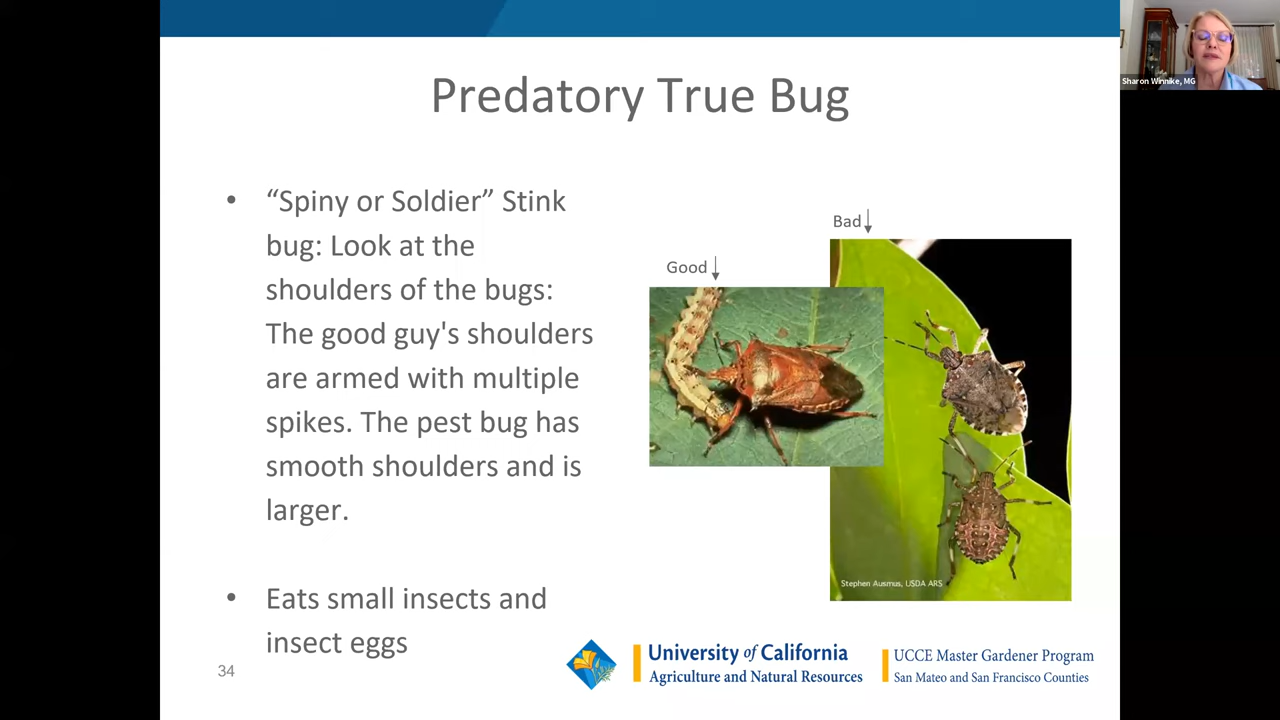 Predatory True Bug
• “Spiny or Soldier” Stink
bug: Look at the
shoulders of the bugs:
The good guy's shoulders
are armed with multiple
spikes. The pest bug has
smooth shoulders and is
larger.
• Eats small insects and
insect eggs
Good
Bad
Stephen Ausmus, USDA ARS
34
University of California
Agriculture and Natural Resources
UCCE Master Gardener Program
San Mateo and San Francisco Counties
Sharon Winnike, MG